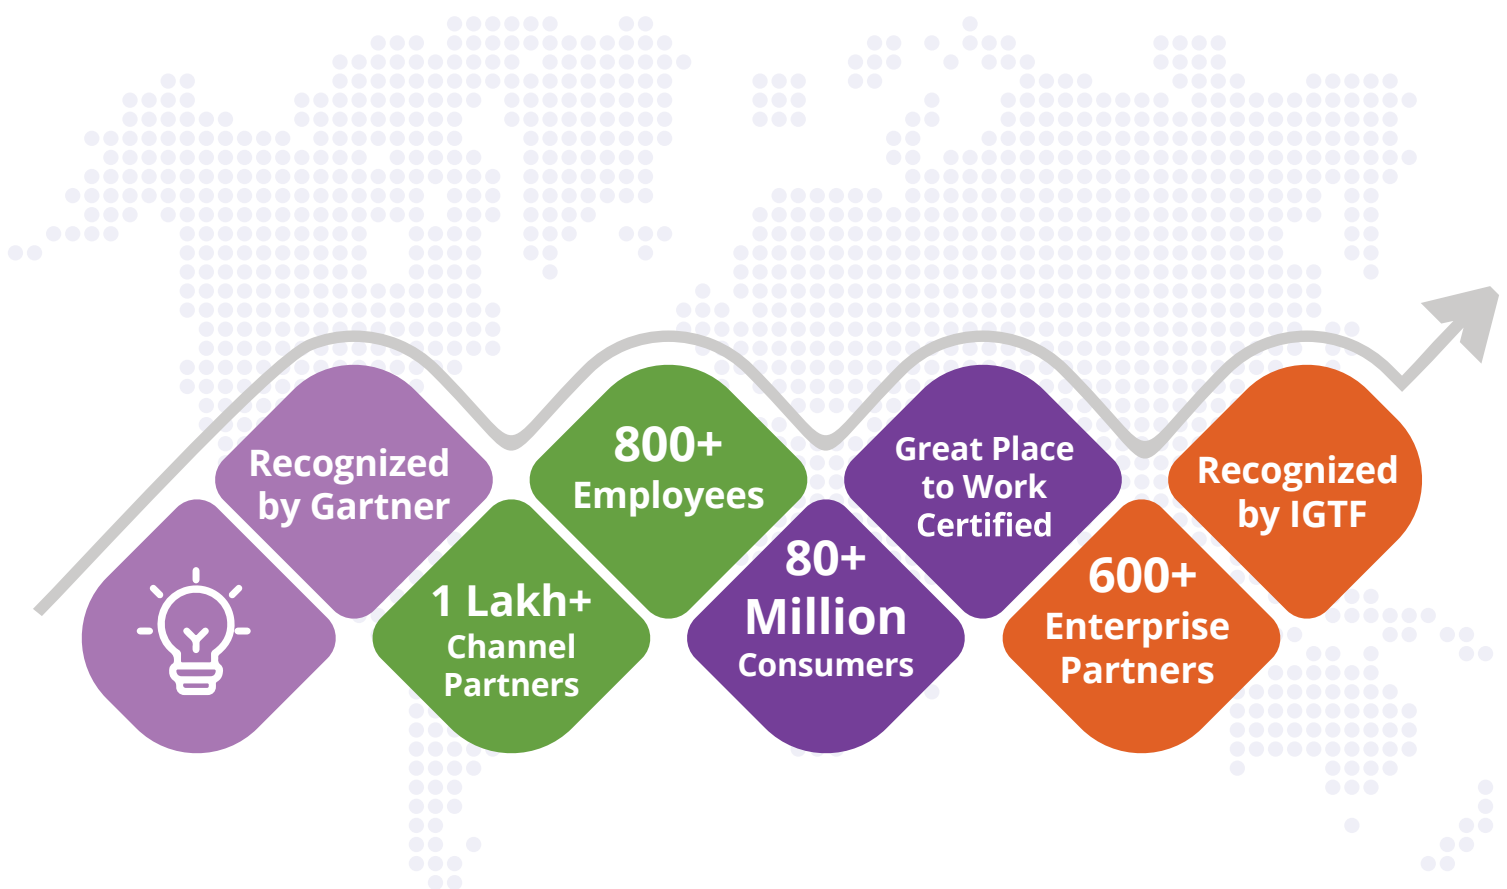 Recognized
by Gartner
1 Lakh+
Channel
Partners
800+
Employees
80+
Million
Consumers
Great Place
to Work
Certified
600+
Enterprise
Partners
Recognized
by IGTF